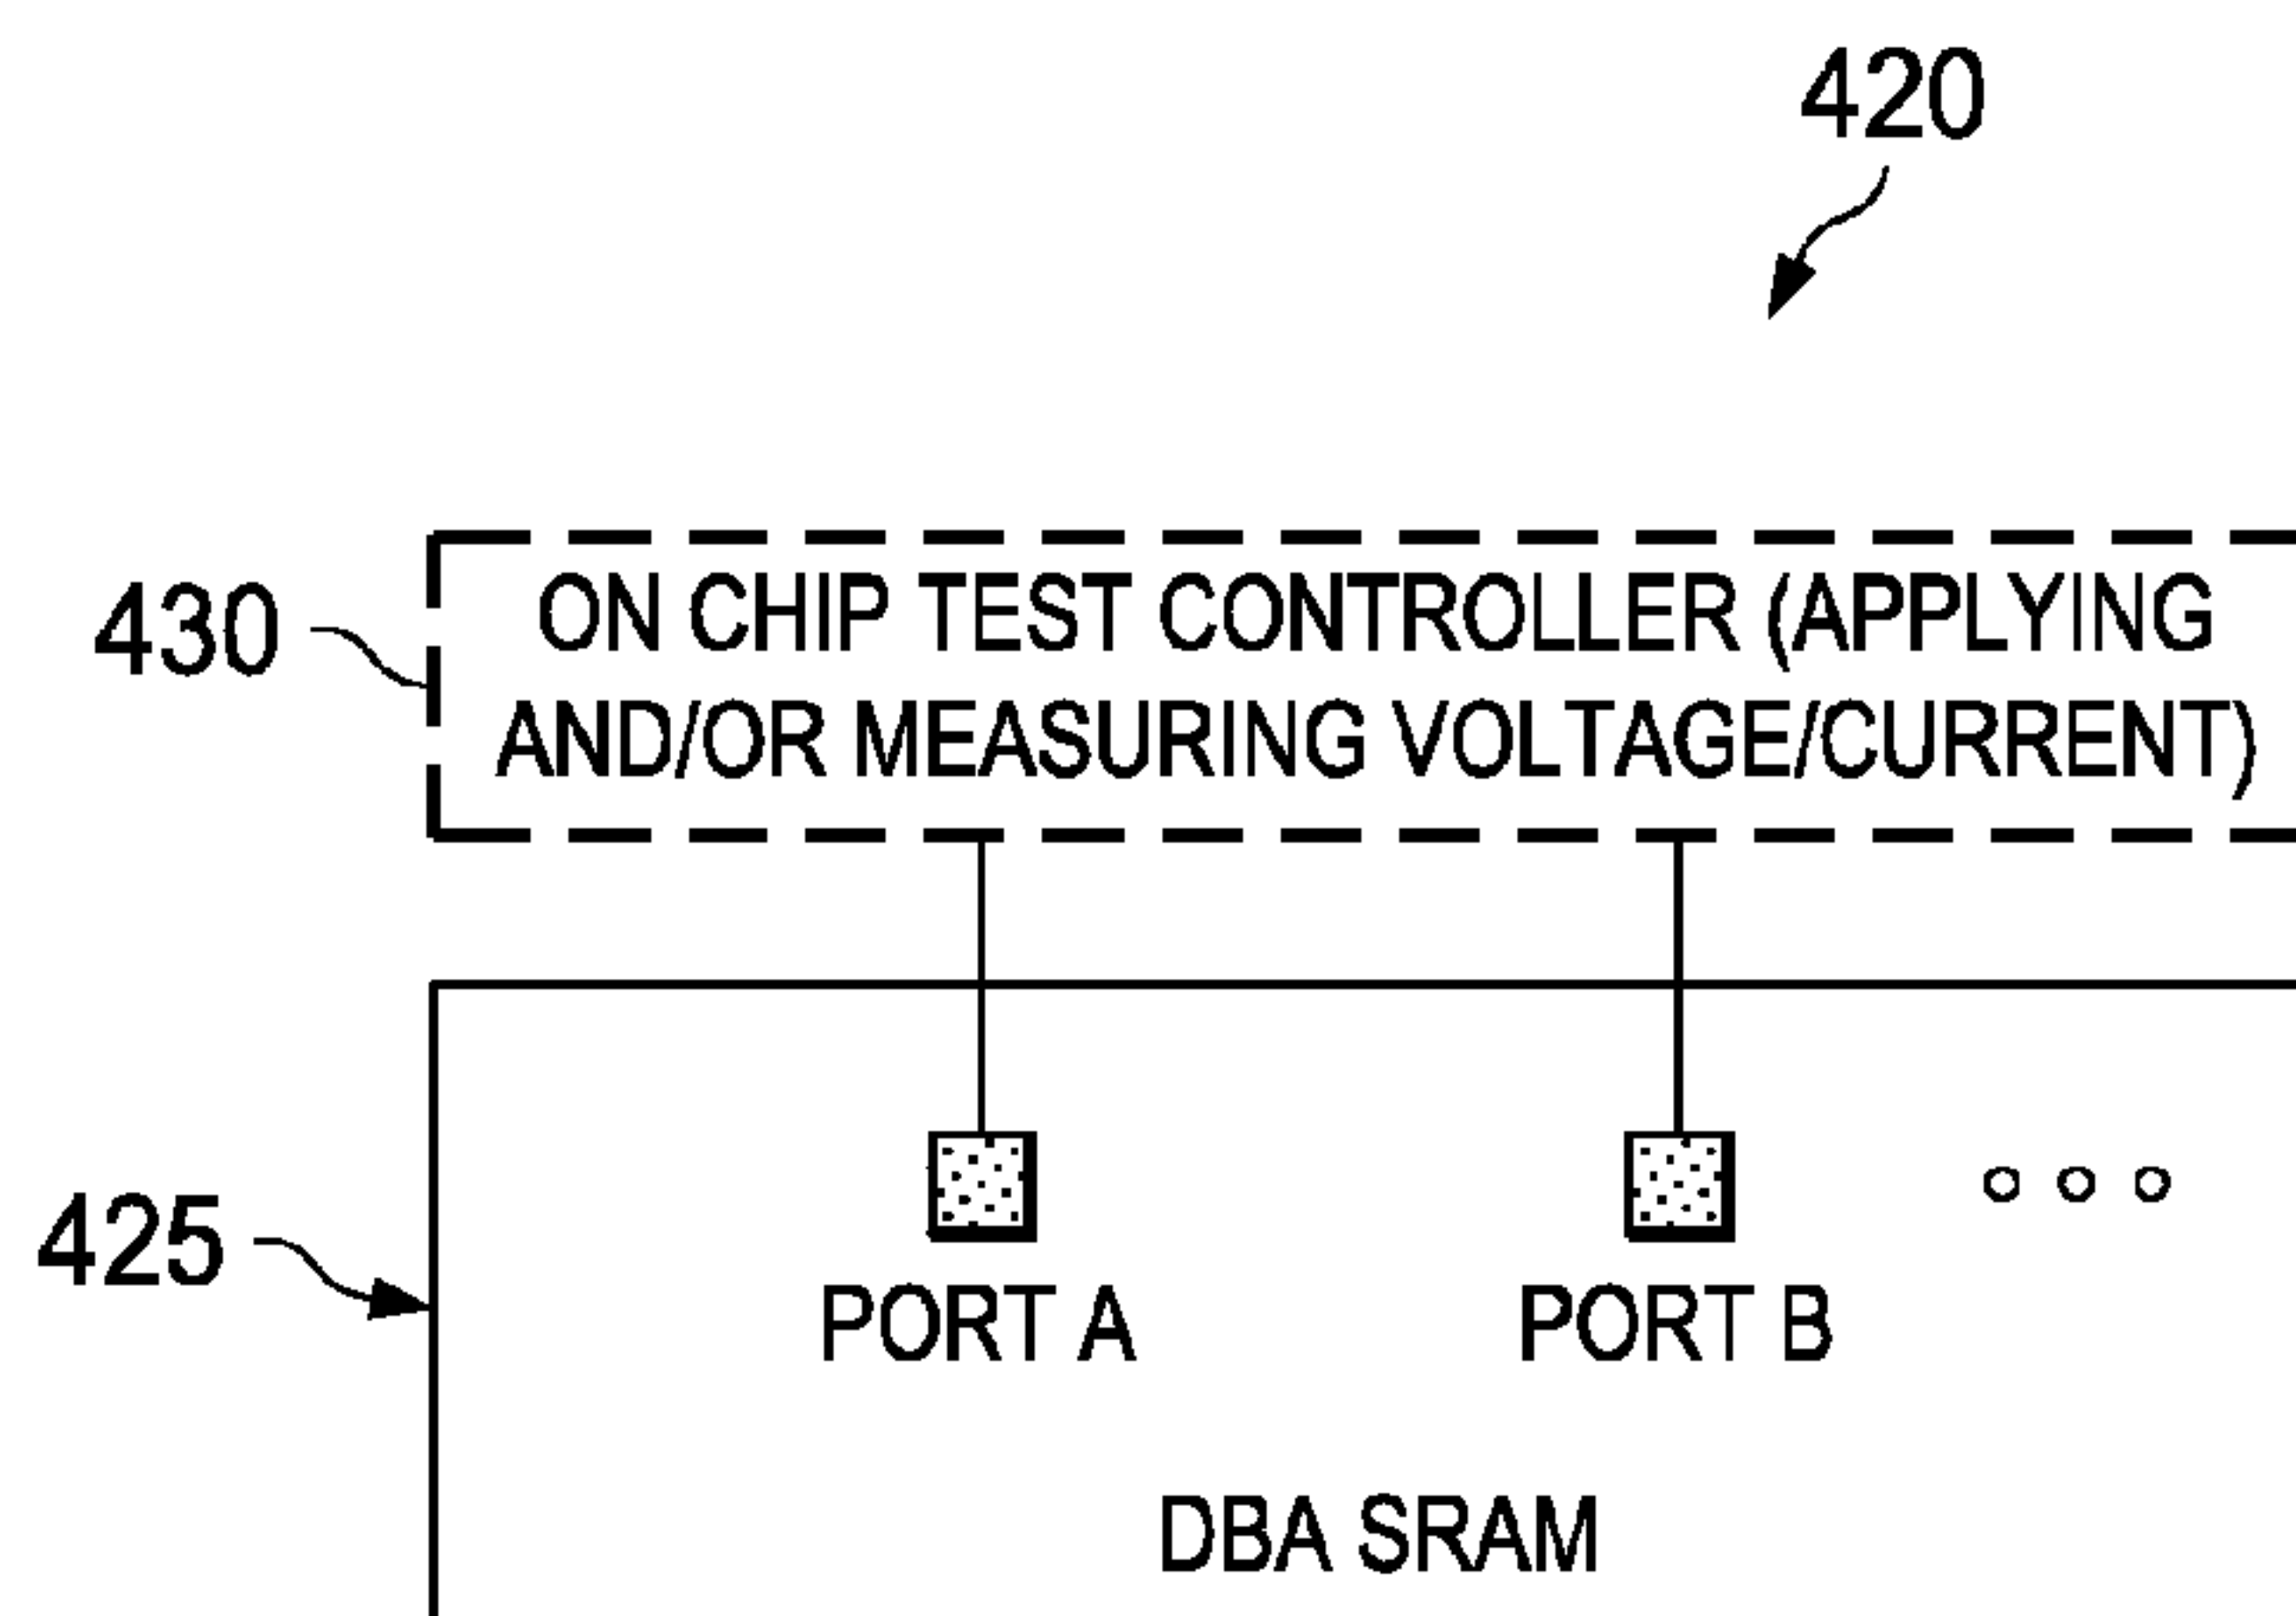 420
430
ON CHIP TEST CONTROLLER (APPLYING
AND/OR MEASURING VOLTAGE/CURRENT)
425
PORT A
PORT B
DBA SRAM